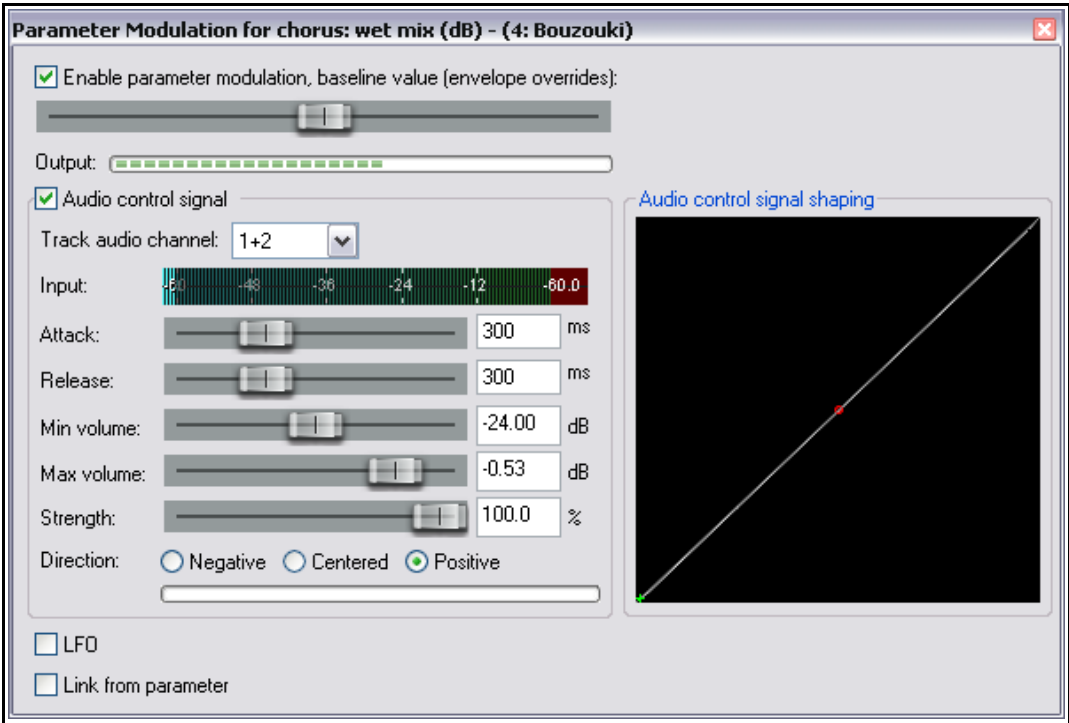 Parameter Modulation for chorus: wet mix (dB) - (4: Bouzouki)
Enable parameter modulation, baseline value (envelope overrides):
Output:
Audio control signal
Audio control signal shaping
Track audio channel: 1+2
Input: -48 -36 -24 -12 -60.0
Attack: 300 ms
Release: 300 ms
Min volume: -24.00 dB
Max volume: -0.53 dB
Strength: 100.0 %
Direction: Negative Centered Positive
LFO
Link from parameter